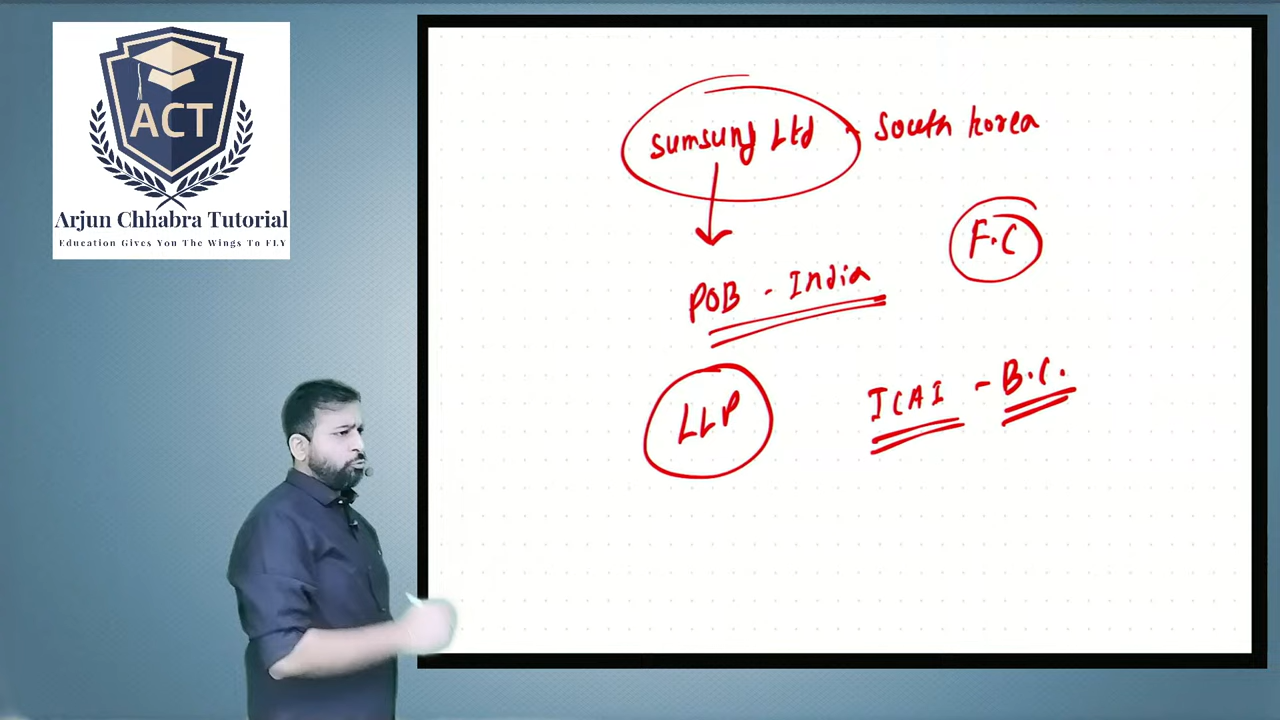 ACT
Arjun Chhabra Tutorial
Education Gives You The Wings To FLY
Sumsung Ltd - South Korea
F.C
POB - India
LLP
ICAI - B.C.